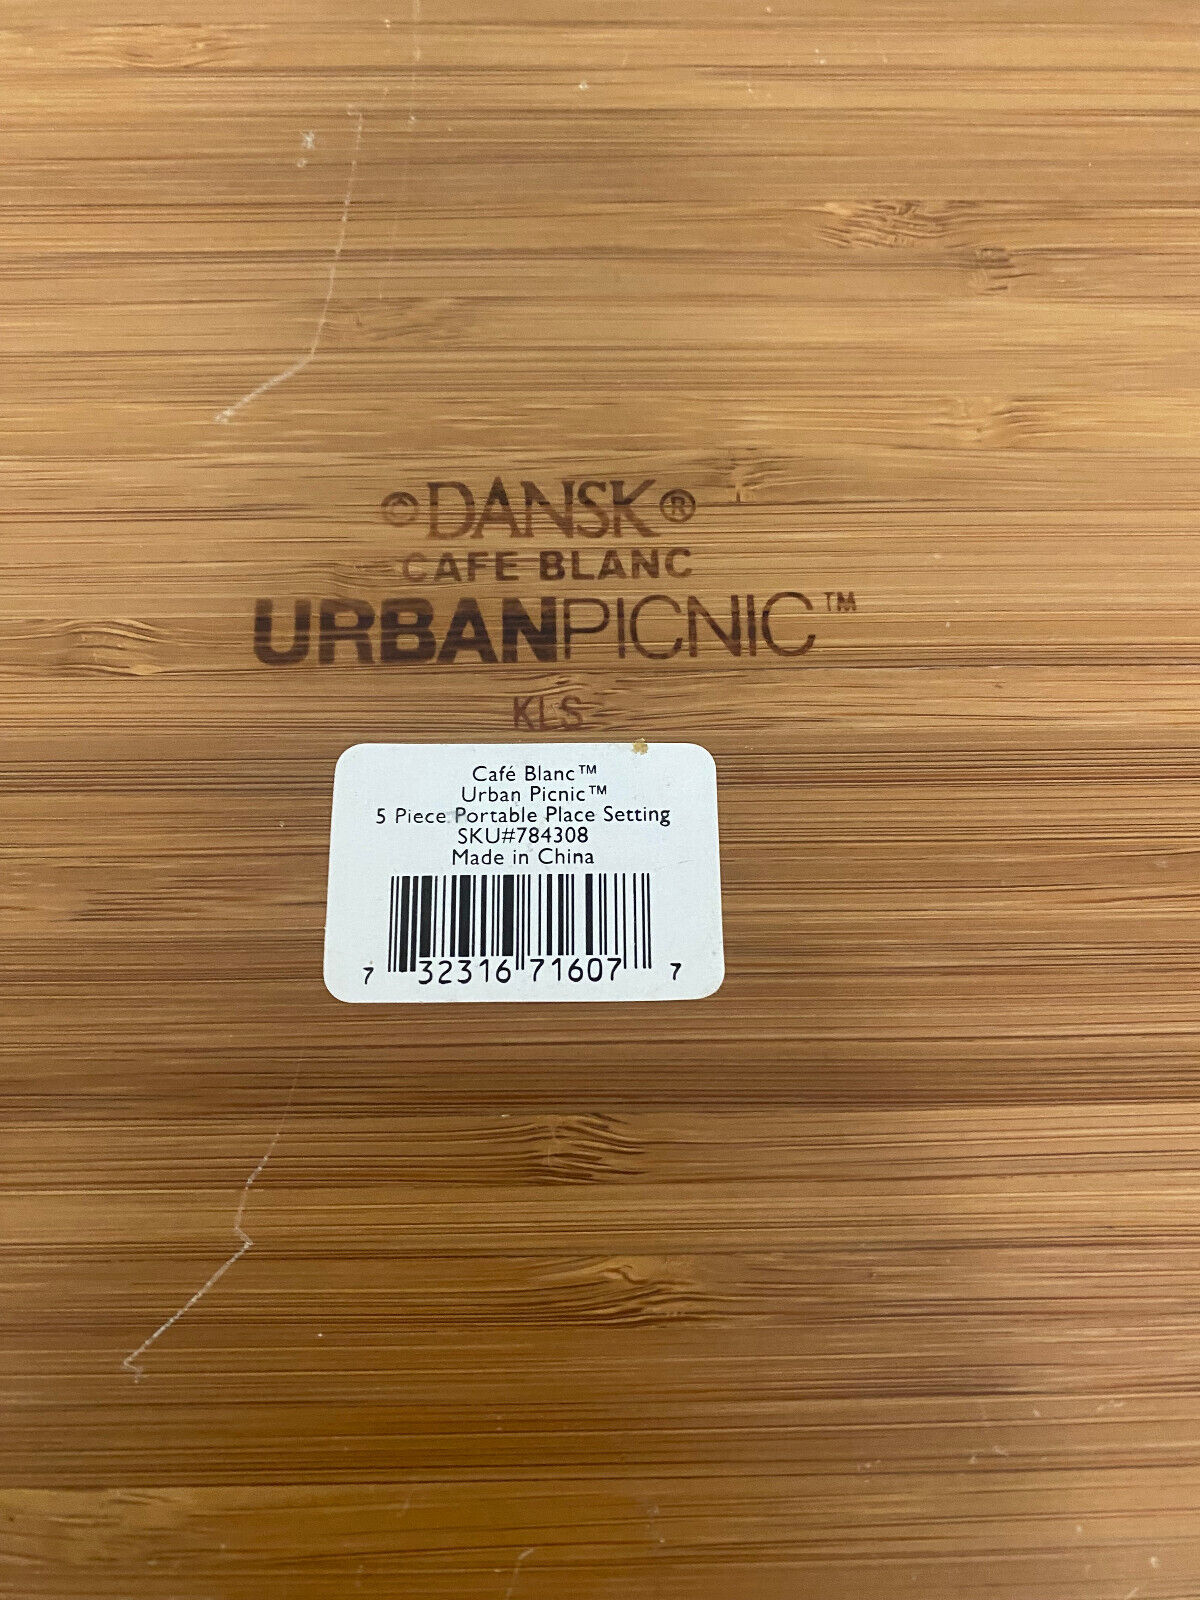 DANSK®
CAFE BLANC
URBANPICNIC™
KLS
Café Blanc™
Urban Picnic™
5 Piece Portable Place Setting
SKU#784308
Made in China
7 32316 71607 7